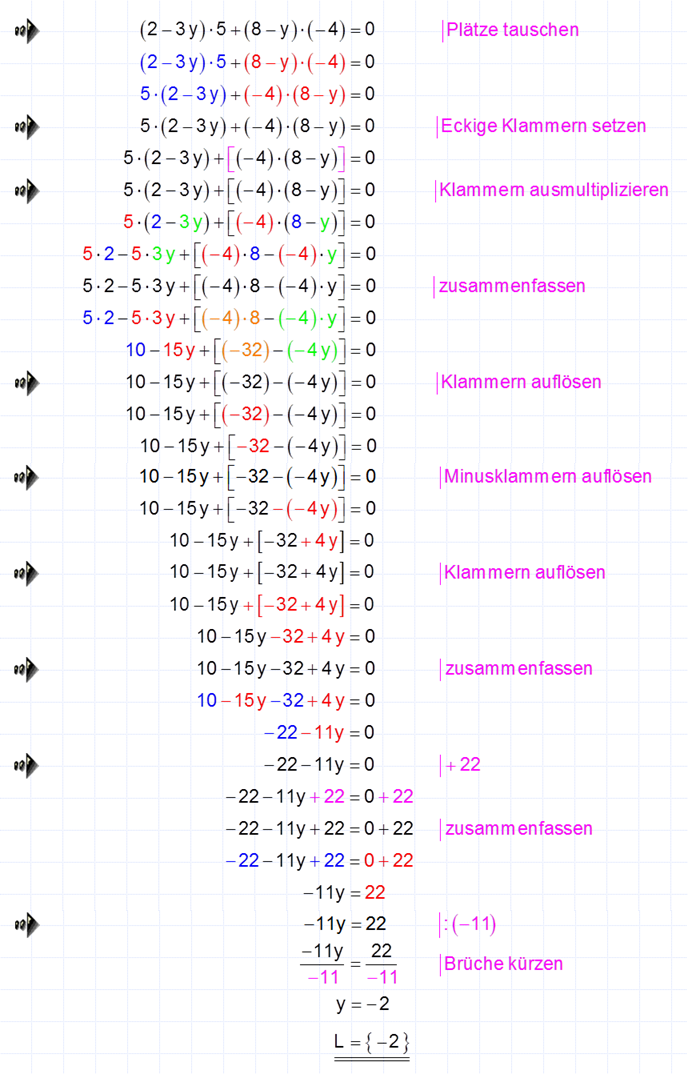 (2−3y)·5+(8−y)·(−4)=0 |Plätze tauschen
(2−3y)·5+(8−y)·(−4)=0
5·(2−3y)+(−4)·(8−y)=0
5·(2−3y)+(−4)·(8−y)=0 |Eckige Klammern setzen
5·(2−3y)+[(−4)·(8−y)]=0
5·(2−3y)+[(−4)·(8−y)]=0 |Klammern ausmultiplizieren
5·(2−3y)+[(−4)·(8−y)]=0
5·2−5·3y+[(−4)·8−(−4)·y]=0
5·2−5·3y+[(−4)·8−(−4)·y]=0 |zusammenfassen
5·2−5·3y+[(−4)·8−(−4)·y]=0
10−15y+[(−32)−(−4y)]=0
10−15y+[(−32)−(−4y)]=0 |Klammern auflösen
10−15y+[(−32)−(−4y)]=0
10−15y+[−32−(−4y)]=0
10−15y+[−32−(−4y)]=0 |Minusklammern auflösen
10−15y+[−32−(−4y)]=0
10−15y+[−32+4y]=0
10−15y+[−32+4y]=0 |Klammern auflösen
10−15y+[−32+4y]=0
10−15y−32+4y=0
10−15y−32+4y=0 |zusammenfassen
10−15y−32+4y=0
−22−11y=0
−22−11y=0 |+22
−22−11y+22=0+22
−22−11y+22=0+22 |zusammenfassen
−22−11y+22=0+22
−11y=22
−11y=22 |:(−11)
−11y/−11=22/−11 |Brüche kürzen
y=−2
L={−2}